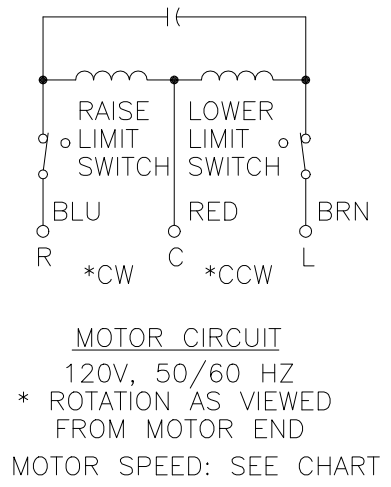 RAISE LOWER
LIMIT LIMIT
SWITCH SWITCH
BLU RED BRN
R C L
*CW *CCW
MOTOR CIRCUIT
120V, 50/60 HZ
* ROTATION AS VIEWED
FROM MOTOR END
MOTOR SPEED: SEE CHART